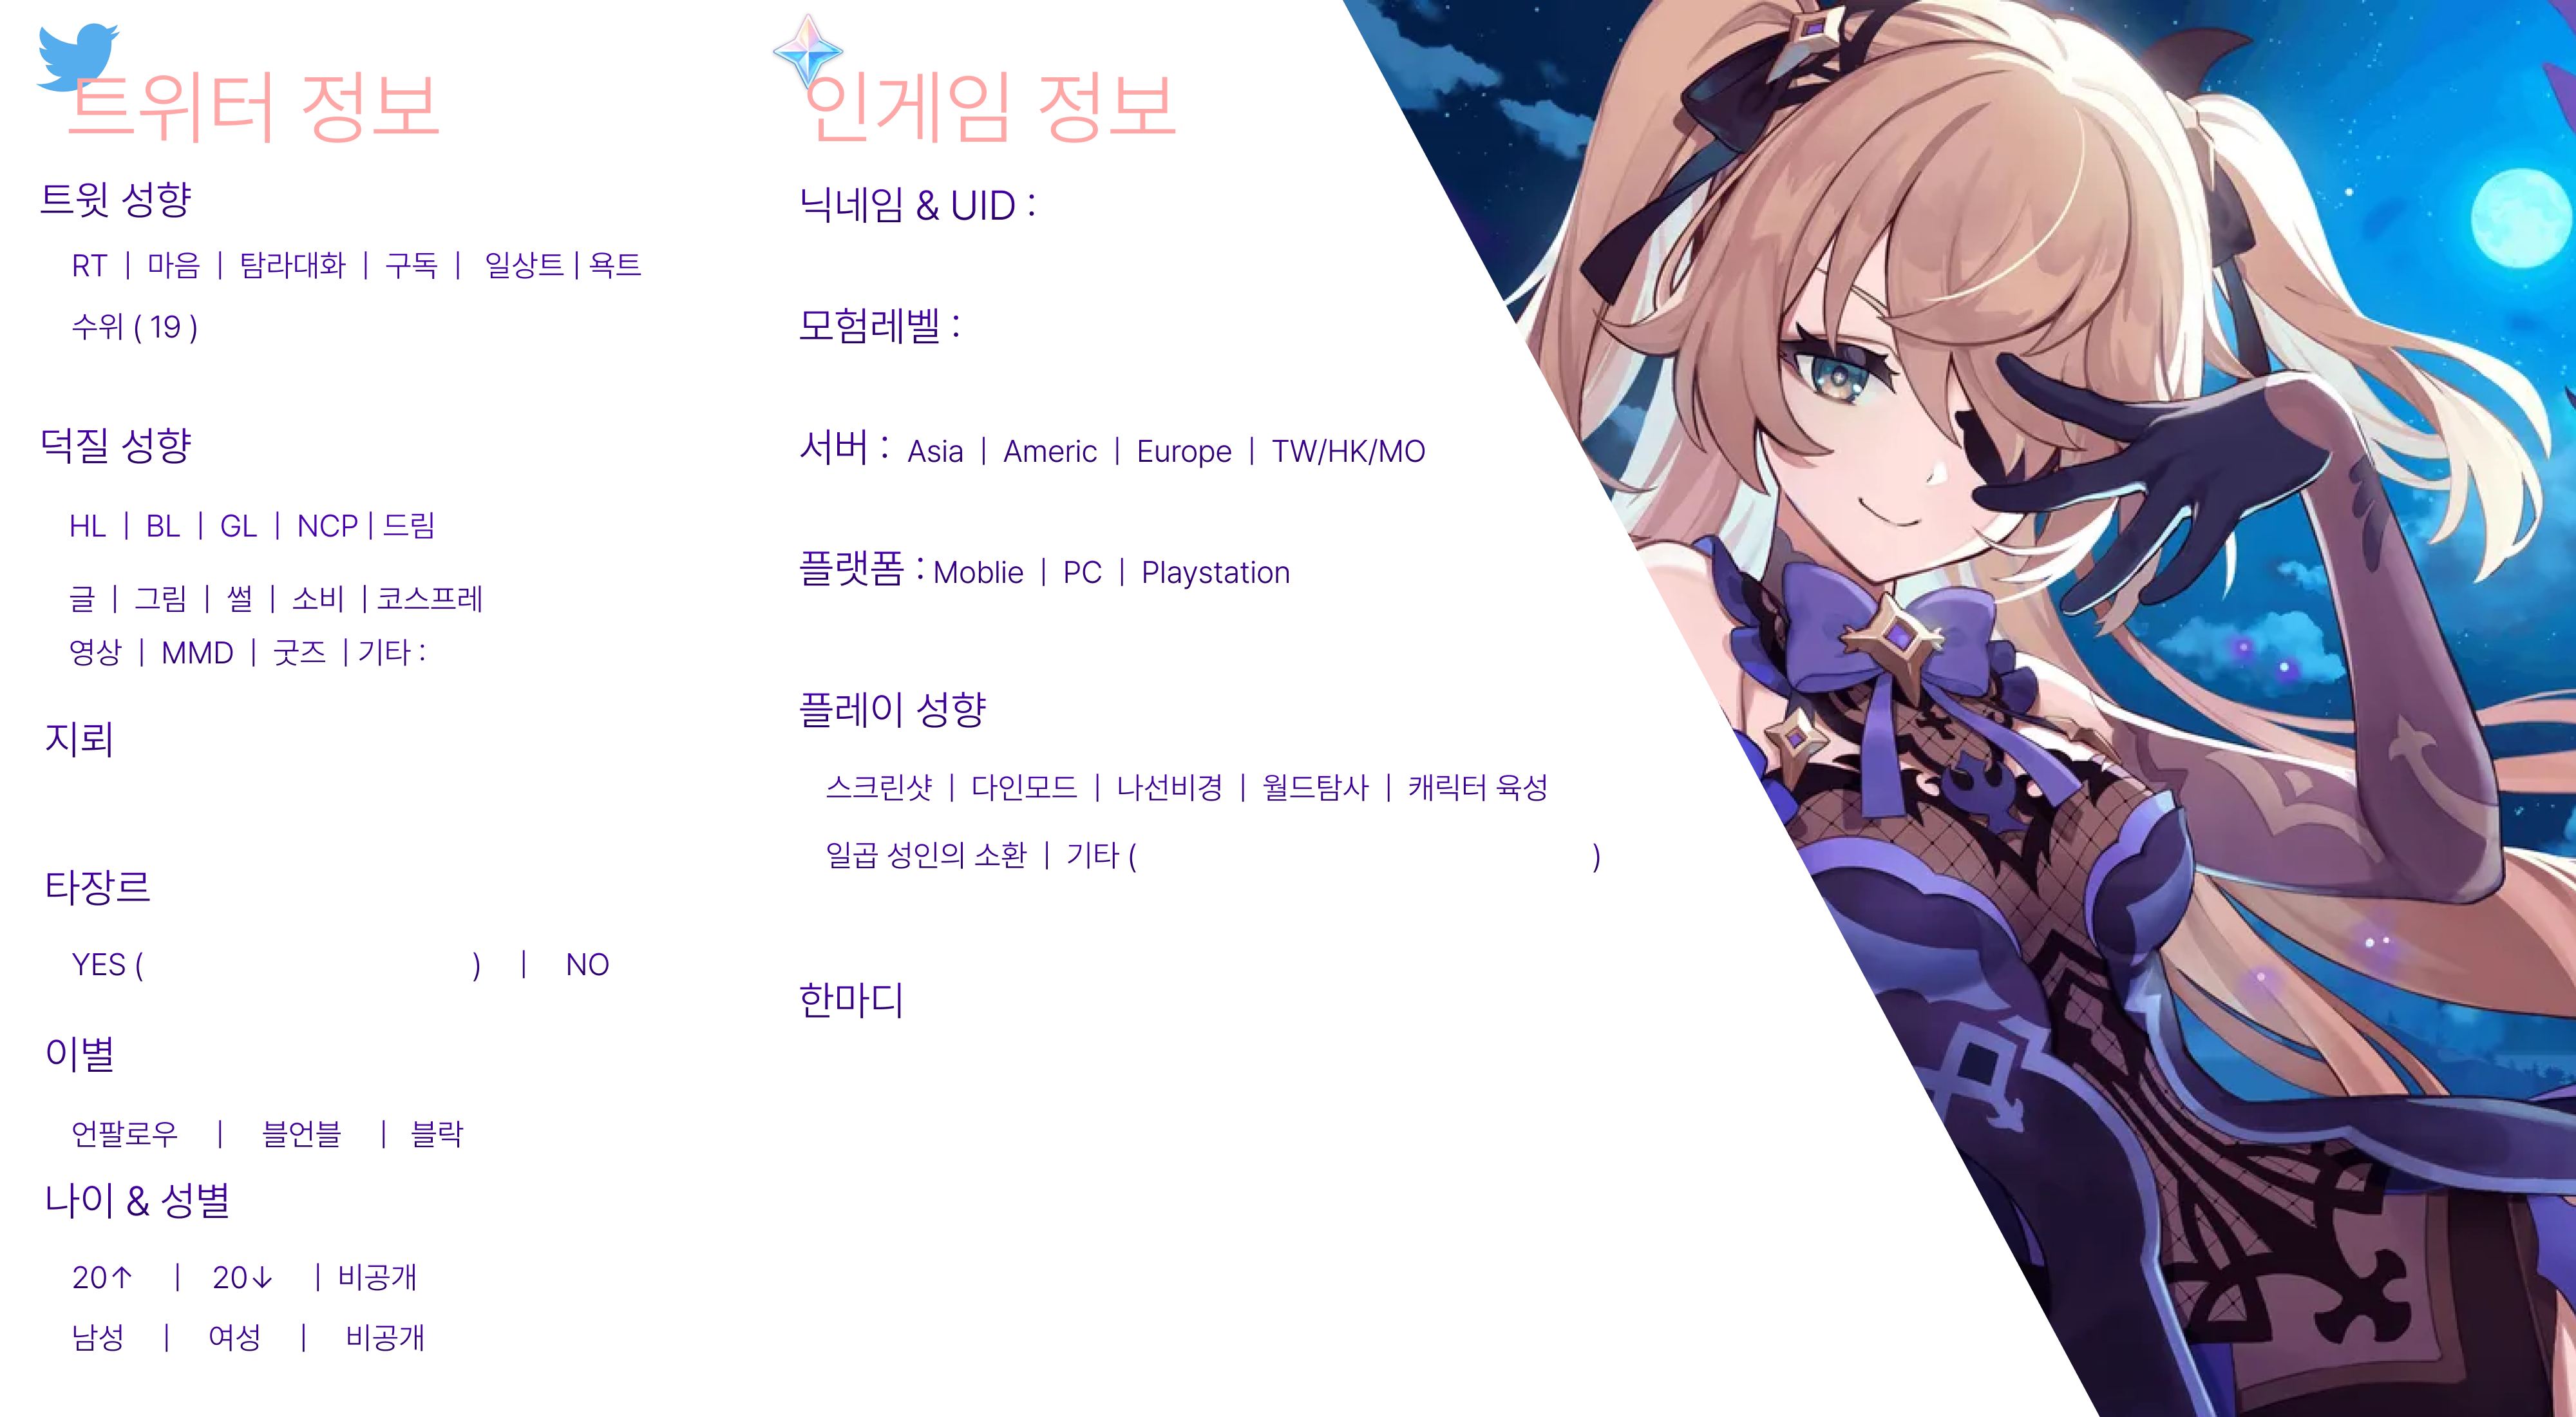 트위터 정보
트윗 성향
RT | 마음 | 탐라대화 | 구독 | 일상트 | 욕트
수위 ( 19 )
덕질 성향
HL | BL | GL | NCP | 드림
글 | 그림 | 썰 | 소비 | 코스프레
영상 | MMD | 굿즈 | 기타 :
지뢰
타장르
YES ( ) | NO
이별
언팔로우 | 블언블 | 블락
나이 & 성별
20↑ | 20↓ | 비공개
남성 | 여성 | 비공개
인게임 정보
닉네임 & UID :
모험레벨 :
서버 : Asia | Americ | Europe | TW/HK/MO
플랫폼 : Moblie | PC | Playstation
플레이 성향
스크린샷 | 다인모드 | 나선비경 | 월드탐사 | 캐릭터 육성
일곱 성인의 소환 | 기타 ( )
한마디